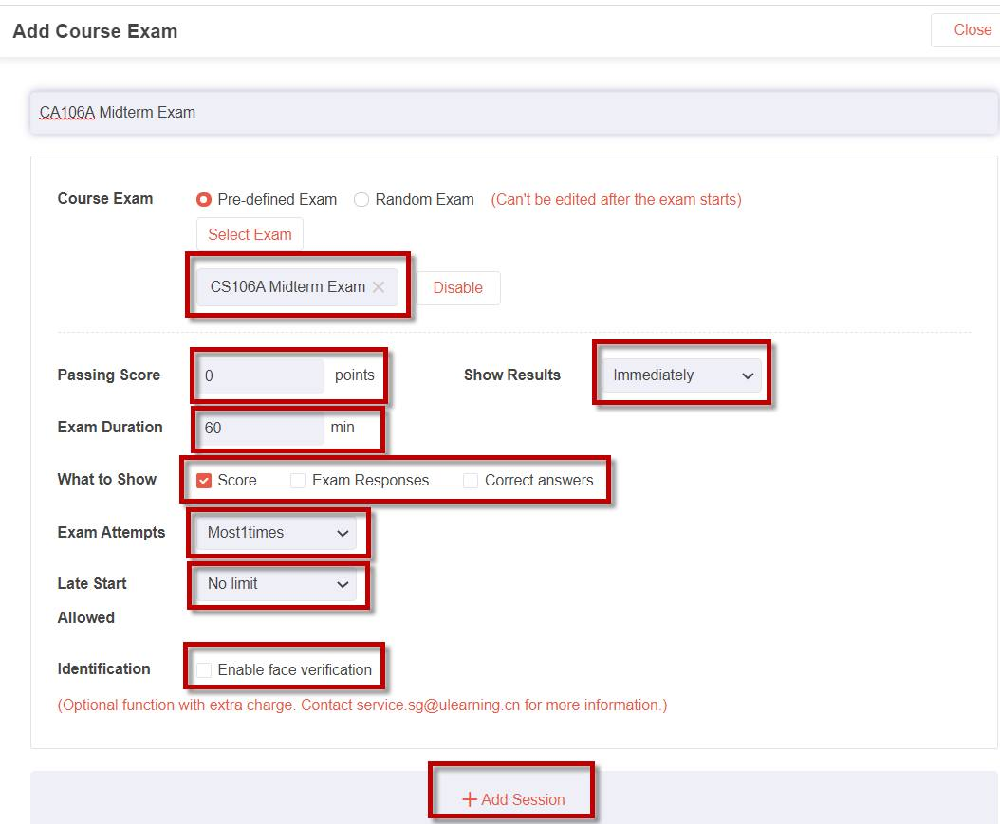 Add Course Exam
Close
CA106A Midterm Exam
Course Exam Pre-defined Exam Random Exam (Can't be edited after the exam starts)
Select Exam
CS106A Midterm Exam Disable
Passing Score 0 points Show Results Immediately
Exam Duration 60 min
What to Show Score Exam Responses Correct answers
Exam Attempts Most1times
Late Start No limit
Allowed
Identification Enable face verification
(Optional function with extra charge. Contact service.sg@ulearning.cn for more information.)
+ Add Session